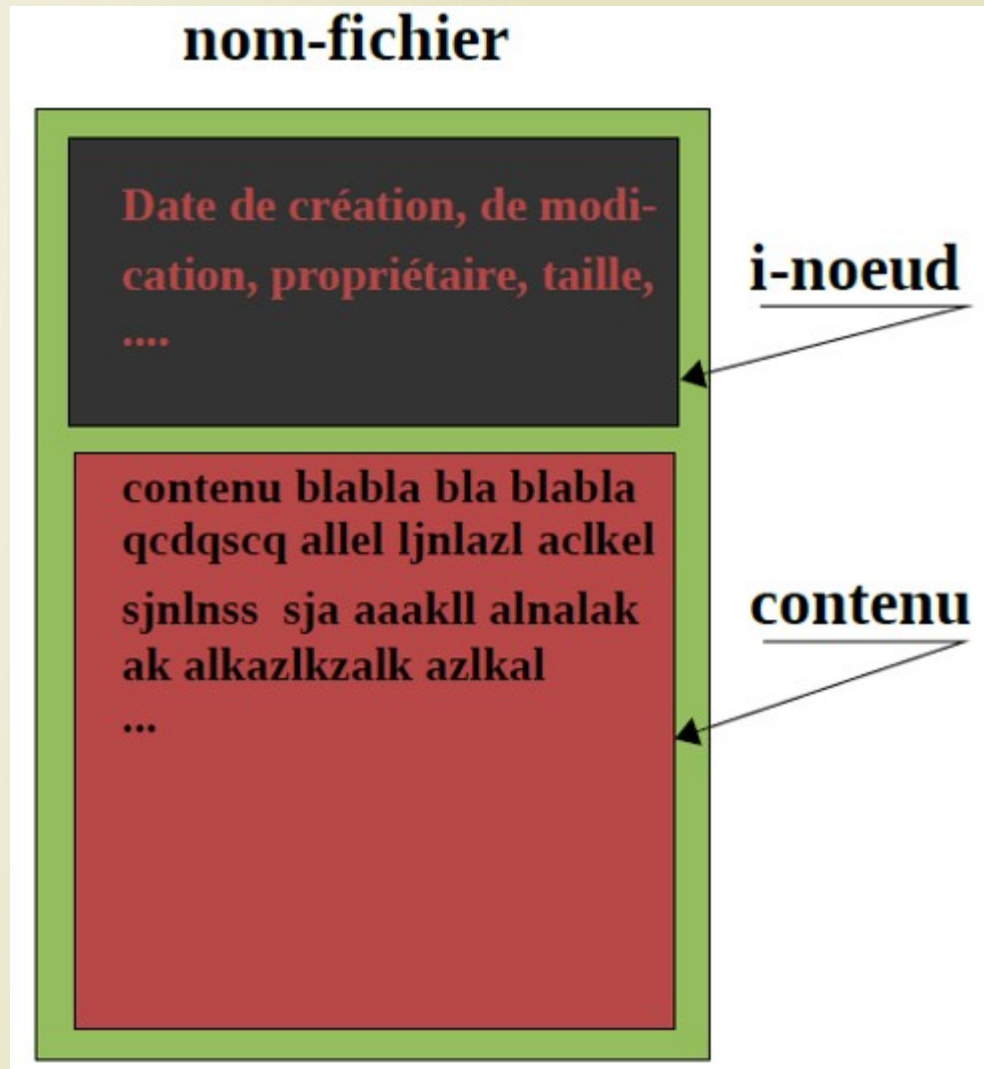 nom-fichier
Date de création, de modi-
cation, propriétaire, taille,
....
i-noeud
contenu blabla bla blabla
qcdqscq allel ljnlazl aclkel
sjnlnss sja aaakll alnalak
ak alkazlkzalk azlkal
...
contenu